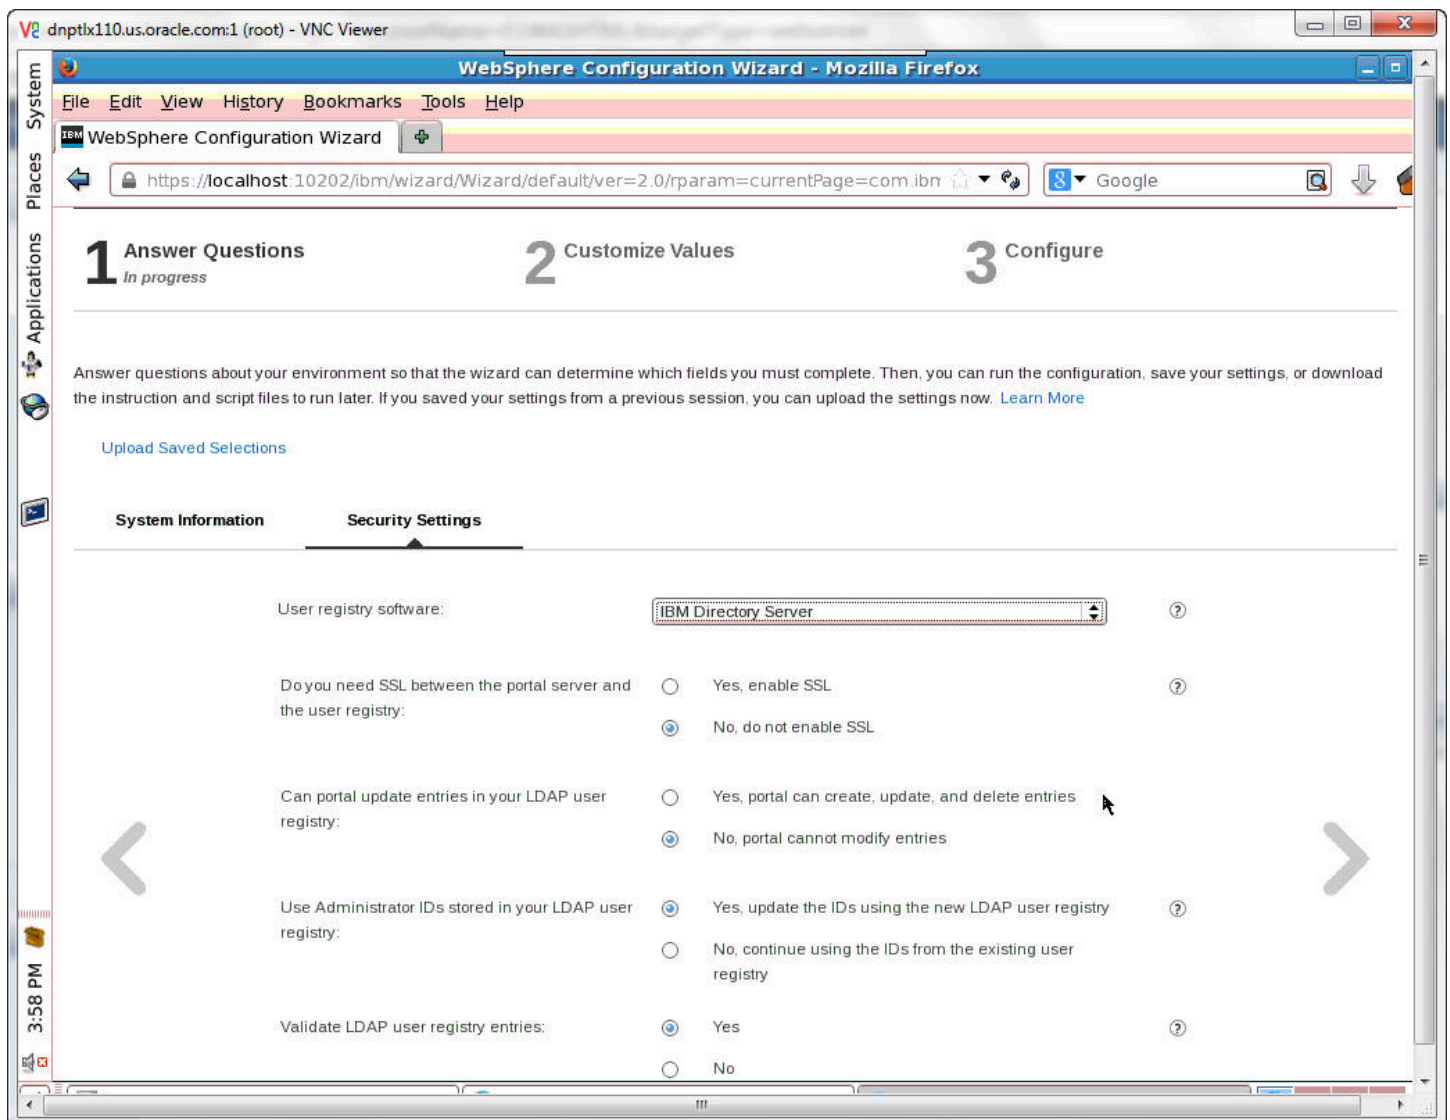 dnptlx110.us.oracle.com:1 (root) - VNC Viewer
System
Places
Applications
3:58 PM
WebSphere Configuration Wizard - Mozilla Firefox
File Edit View History Bookmarks Tools Help
IBM WebSphere Configuration Wizard
https://localhost:10202/ibm/wizard/Wizard/default/ver=2.0/rparam=currentPage=com.ibm
8 Google
1 Answer Questions
In progress
2 Customize Values
3 Configure
Answer questions about your environment so that the wizard can determine which fields you must complete. Then, you can run the configuration, save your settings, or download
the instruction and script files to run later. If you saved your settings from a previous session, you can upload the settings now. Learn More
Upload Saved Selections
System Information Security Settings
User registry software: IBM Directory Server ?
Do you need SSL between the portal server and
the user registry:
Yes, enable SSL ?
No, do not enable SSL
Can portal update entries in your LDAP user
registry:
Yes, portal can create, update, and delete entries
No, portal cannot modify entries
Use Administrator IDs stored in your LDAP user
registry:
Yes, update the IDs using the new LDAP user registry ?
No, continue using the IDs from the existing user
registry
Validate LDAP user registry entries:
Yes ?
No